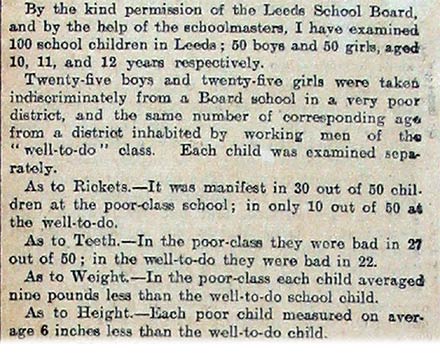 By the kind permission of the Leeds School Board,
and by the help of the schoolmasters, I have examined
100 school children in Leeds; 50 boys and 50 girls, aged
10, 11, and 12 years respectively.
Twenty-five boys and twenty-five girls were taken
indiscriminately from a Board school in a very poor
district, and the same number of corresponding age
from a district inhabited by working men of the
"well-to-do" class. Each child was examined sepa-
rately.
As to Rickets.—It was manifest in 30 out of 50 chil-
dren at the poor-class school; in only 10 out of 50 at
the well-to-do.
As to Teeth.—In the poor-class they were bad in 27
out of 50; in the well-to-do they were bad in 22.
As to Weight.—In the poor-class each child averaged
nine pounds less than the well-to-do school child.
As to Height.—Each poor child measured on aver-
age 6 inches less than the well-to-do child.